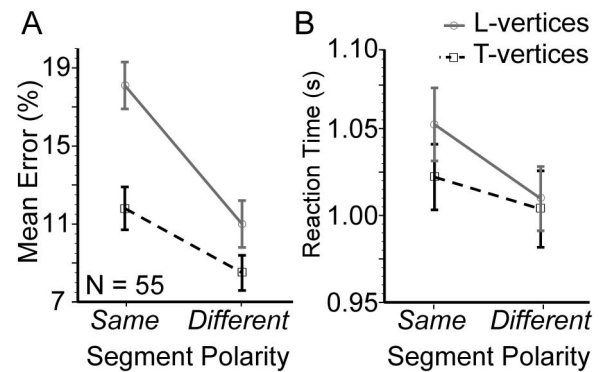 A
Mean Error (%)
19
15
11
7
N = 55
Same Different
Segment Polarity
B
L-vertices
T-vertices
Reaction Time (s)
1.10
1.05
1.00
0.95
Same Different
Segment Polarity